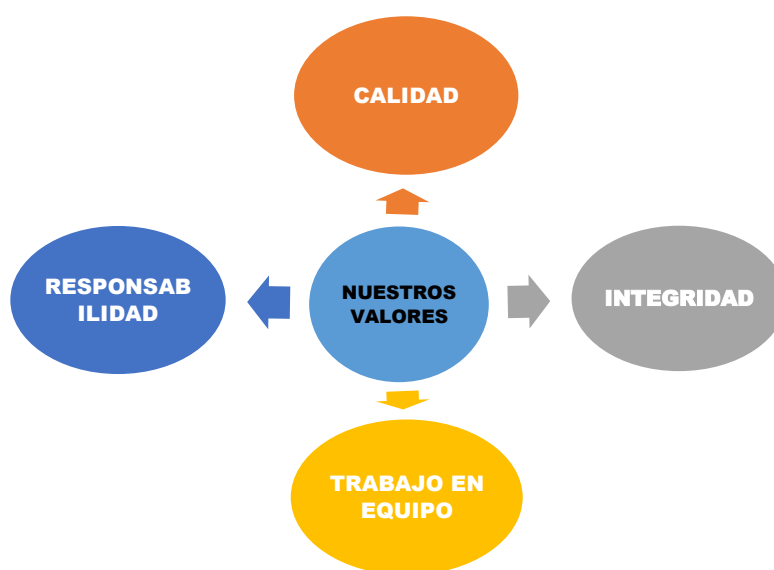 CALIDAD
RESPONSAB
ILIDAD
NUESTROS
VALORES
INTEGRIDAD
TRABAJO EN
EQUIPO